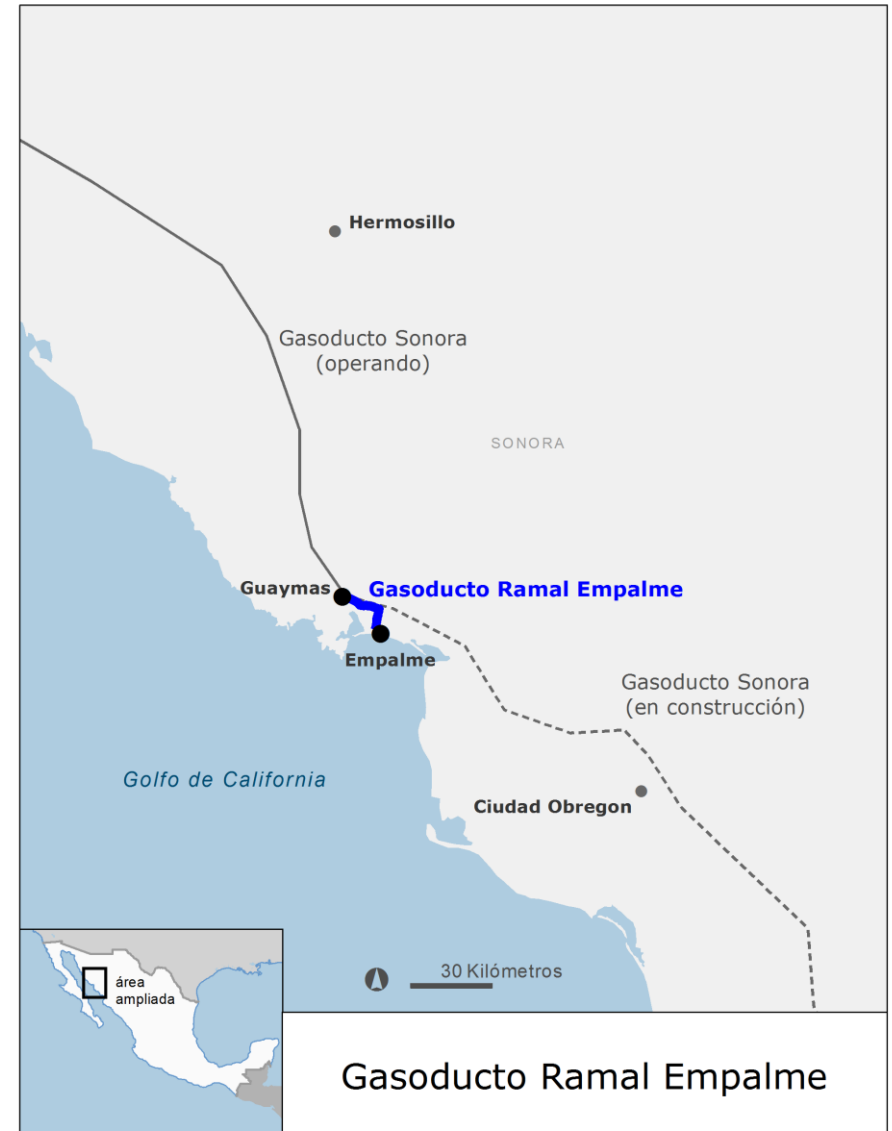 Hermosillo
Gasoducto Sonora
(operando)
SONORA
Guaymas
Gasoducto Ramal Empalme
Empalme
Gasoducto Sonora
(en construcción)
Golfo de California
Ciudad Obregon
área
ampliada
30 Kilómetros
Gasoducto Ramal Empalme